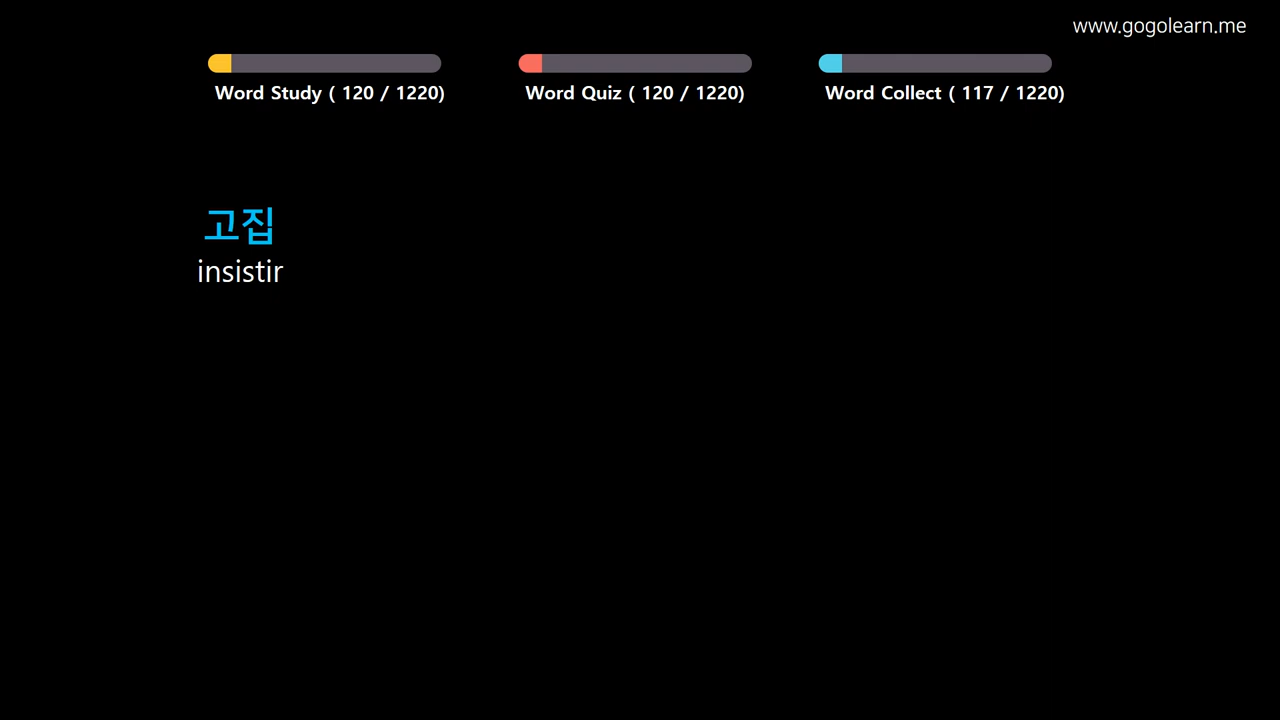 www.gogolearn.me
Word Study ( 120 / 1220)
Word Quiz ( 120 / 1220)
Word Collect ( 117 / 1220)
고집
insistir